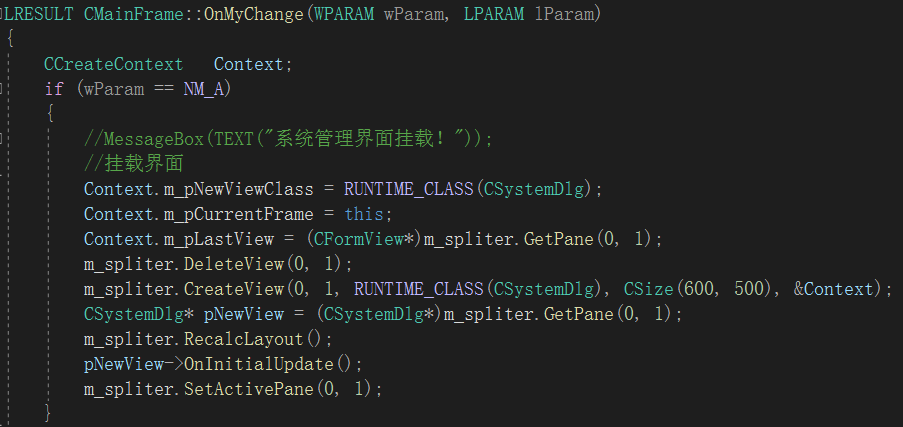 LRESULT CMainFrame::OnMyChange(WPARAM wParam, LPARAM lParam)
{
CCreateContext   Context;
if (wParam == NM_A)
{
//MessageBox(TEXT("系统管理界面挂载！"));
//挂载界面
Context.m_pNewViewClass = RUNTIME_CLASS(CSystemDlg);
Context.m_pCurrentFrame = this;
Context.m_pLastView = (CFormView*)m_spliter.GetPane(0, 1);
m_spliter.DeleteView(0, 1);
m_spliter.CreateView(0, 1, RUNTIME_CLASS(CSystemDlg), CSize(600, 500), &Context);
CSystemDlg* pNewView = (CSystemDlg*)m_spliter.GetPane(0, 1);
m_spliter.RecalcLayout();
pNewView->OnInitialUpdate();
m_spliter.SetActivePane(0, 1);
}